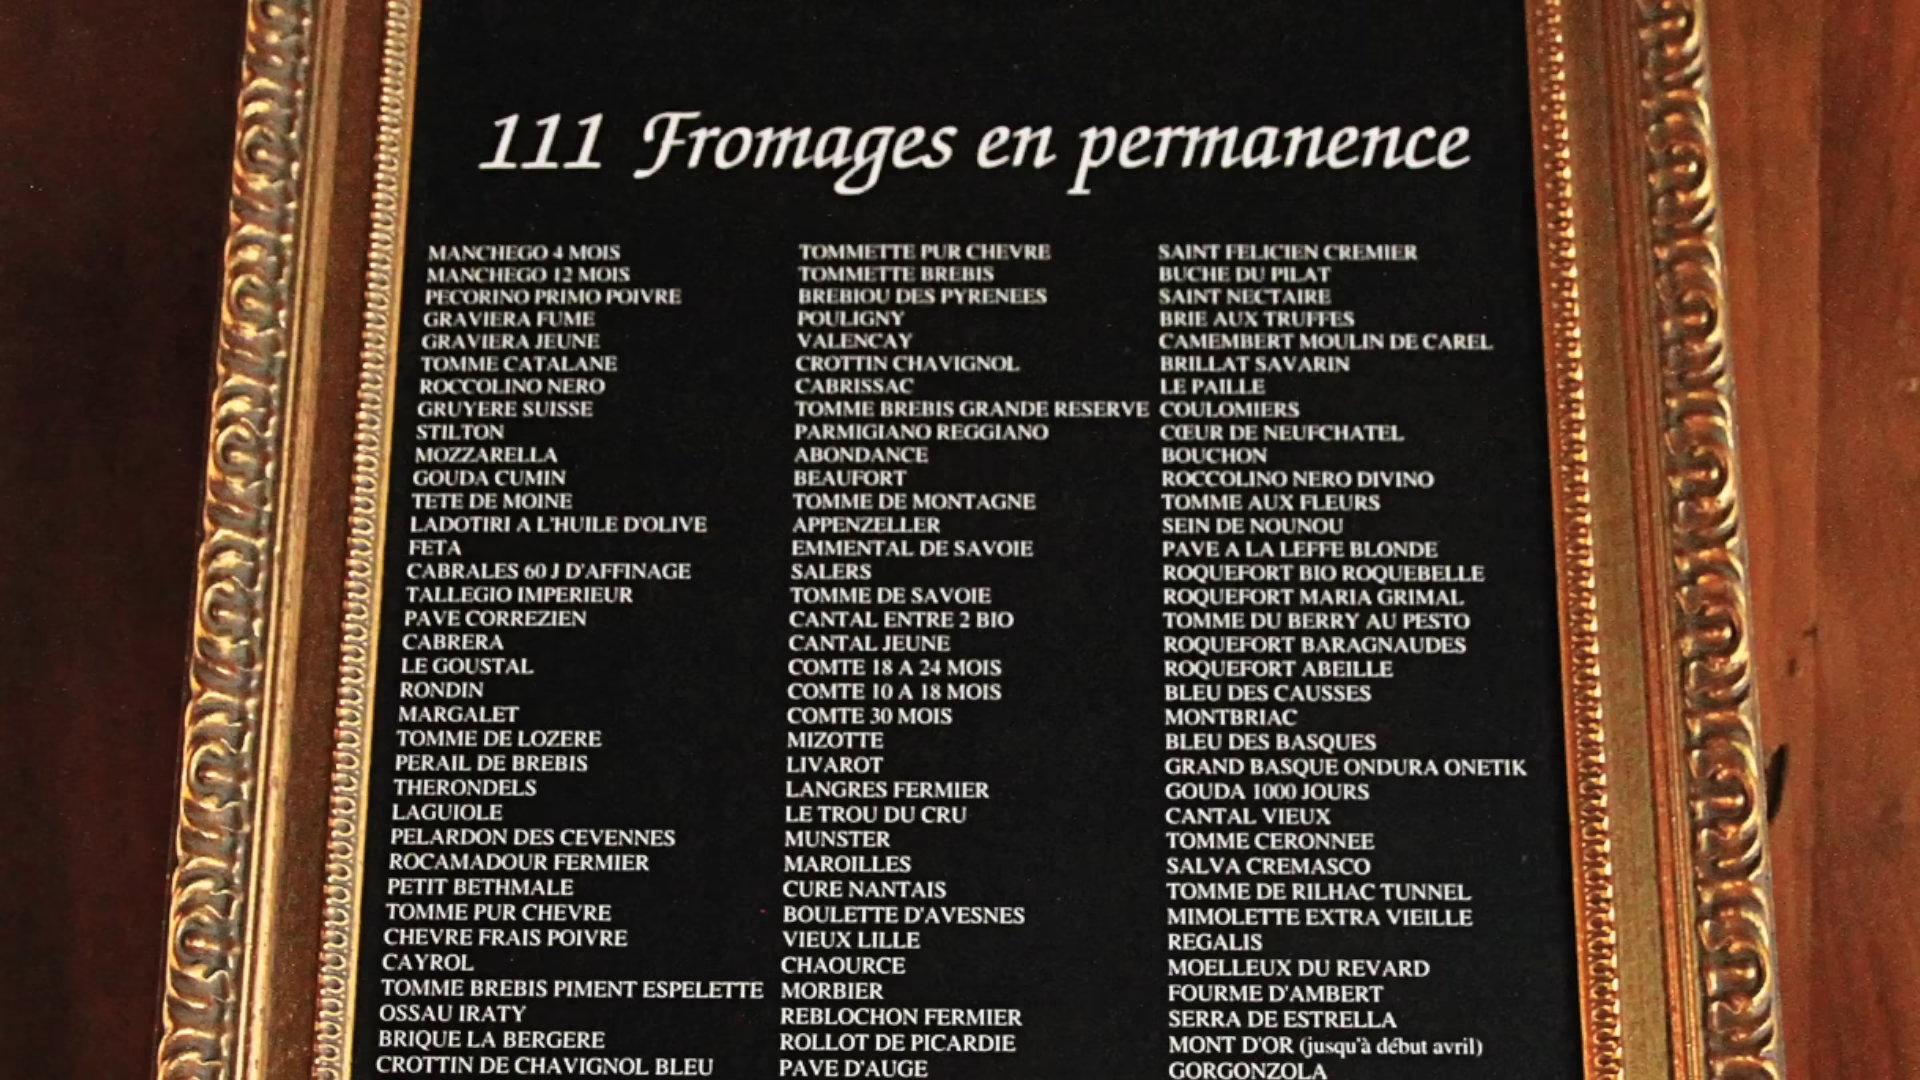 111 Fromages en permanence
MANCHEGO 4 MOIS
MANCHEGO 12 MOIS
PECORINO PRIMO POIVRE
GRAVIERA FUME
GRAVIERA JEUNE
TOMME CATALANE
ROCCOLINO NERO
GRUYERE SUISSE
STILTON
MOZZARELLA
GOUDA CUMIN
TETE DE MOINE
LADOTIRI A L'HUILE D'OLIVE
FETA
CABRALES 60 J D'AFFINAGE
TALLEGIO IMPERIEUR
PAVE CORREZIEN
CABRERA
LE GOUSTAL
RONDIN
MARGALET
TOMME DE LOZERE
PERAIL DE BREBIS
THERONDELS
LAGUIOLE
PELARDON DES CEVENNES
ROCAMADOUR FERMIER
PETIT BETHMALE
TOMME PUR CHEVRE
CHEVRE FRAIS POIVRE
CAYROL
TOMME BREBIS PIMENT ESPELETTE
OSSAU IRATY
BRIQUE LA BERGERE
CROTTIN DE CHAVIGNOL BLEU
TOMMETTE PUR CHEVRE
TOMMETTE BREBIS
BREBIOU DES PYRENEES
POULIGNY
VALENCAY
CROTTIN CHAVIGNOL
CABRISSAC
TOMME BREBIS GRANDE RESERVE
PARMIGIANO REGGIANO
ABONDANCE
BEAUFORT
TOMME DE MONTAGNE
APPENZELLER
EMMENTAL DE SAVOIE
SALERS
TOMME DE SAVOIE
CANTAL ENTRE 2 BIO
CANTAL JEUNE
COMTE 18 A 24 MOIS
COMTE 10 A 18 MOIS
COMTE 30 MOIS
MIZOTTE
LIVAROT
LANGRES FERMIER
LE TROU DU CRU
MUNSTER
MAROILLES
CURE NANTAIS
BOULETTE D'AVESNES
VIEUX LILLE
CHAOURCE
MORBIER
REBLOCHON FERMIER
ROLLOT DE PICARDIE
PAVE D'AUGE
SAINT FELICIEN CREMIER
BUCHE DU PILAT
SAINT NECTAIRE
BRIE AUX TRUFFES
CAMEMBERT MOULIN DE CAREL
BRILLAT SAVARIN
LE PAILLE
COULOMIERS
CŒUR DE NEUFCHATEL
BOUCHON
ROCCOLINO NERO DIVINO
TOMME AUX FLEURS
SEIN DE NOUNOU
PAVE A LA LEFFE BLONDE
ROQUEFORT BIO ROQUEBELLE
ROQUEFORT MARIA GRIMAL
TOMME DU BERRY AU PESTO
ROQUEFORT BARAGNAUDES
ROQUEFORT ABEILLE
BLEU DES CAUSSES
MONTBRIAC
BLEU DES BASQUES
GRAND BASQUE ONDURA ONETIK
GOUDA 1000 JOURS
CANTAL VIEUX
TOMME CERONNEE
SALVA CREMASCO
TOMME DE RILHAC TUNNEL
MIMOLETTE EXTRA VIEILLE
REGALIS
MOELLEUX DU REVARD
FOURME D'AMBERT
SERRA DE ESTRELLA
MONT D'OR (jusqu'à début avril)
GORGONZOLA